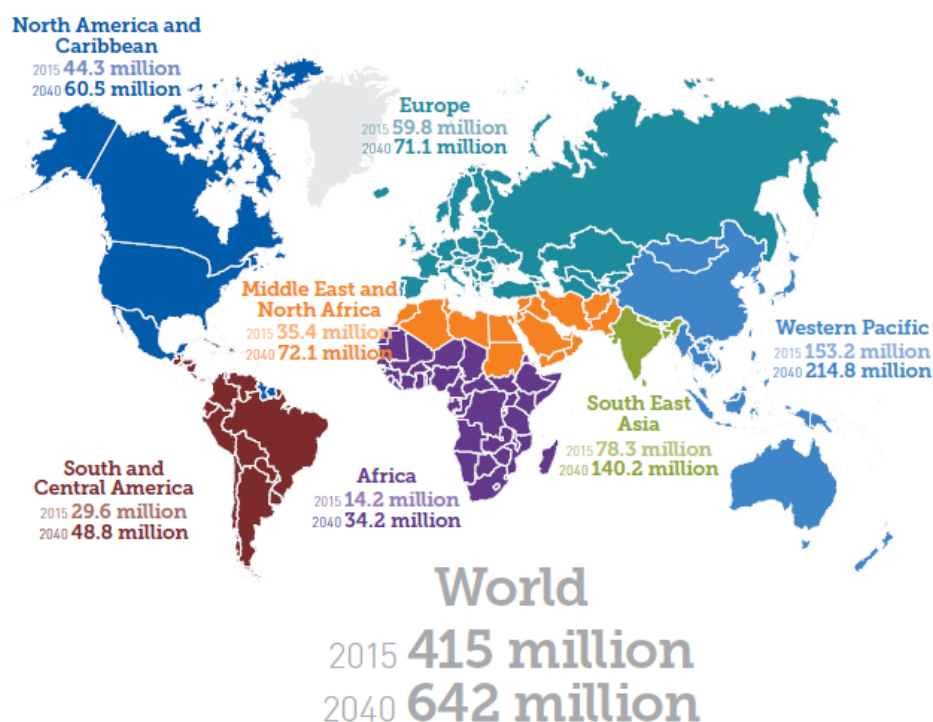 North America and
Caribbean
2015 44.3 million
2040 60.5 million
Europe
2015 59.8 million
2040 71.1 million
Middle East and
North Africa
2015 35.4 million
2040 72.1 million
Western Pacific
2015 153.2 million
2040 214.8 million
South East
Asia
2015 78.3 million
2040 140.2 million
South and
Central America
2015 29.6 million
2040 48.8 million
Africa
2015 14.2 million
2040 34.2 million
World
2015 415 million
2040 642 million